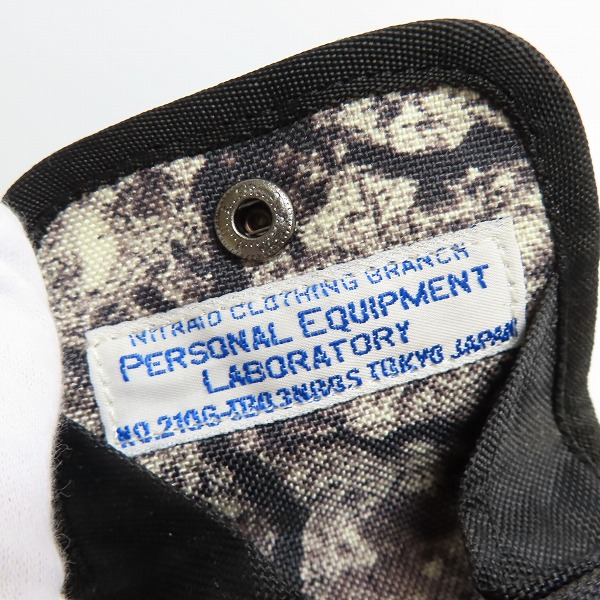 NITRAID CLOTHING BRANCH
PERSONAL EQUIPMENT
LABORATORY
TOKYO JAPAN